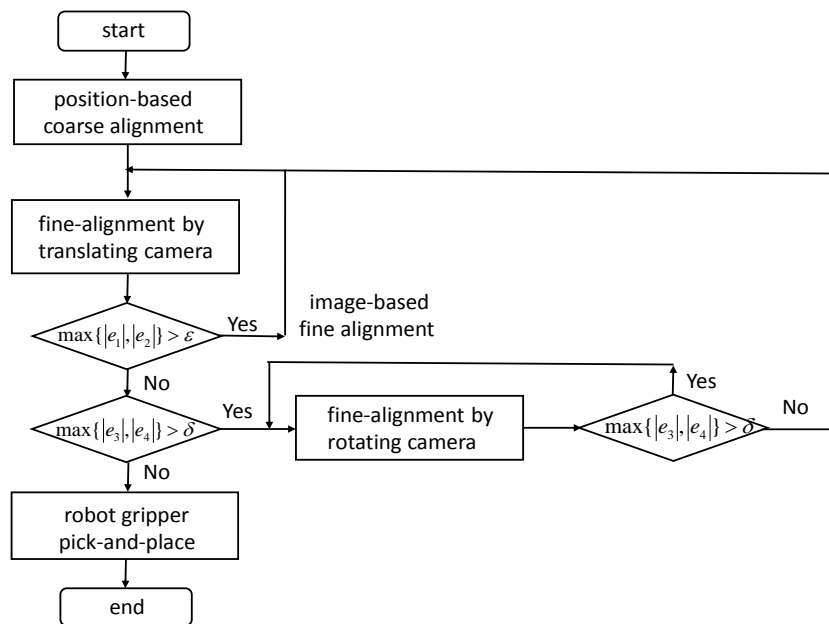 start
position-based
coarse alignment
fine-alignment by
translating camera
image-based
fine alignment
max{|e₁|,|e₂|} > ε
Yes
No
max{|e₃|,|e₄|} > δ
Yes
fine-alignment by
rotating camera
max{|e₃|,|e₄|} > δ
Yes
No
No
robot gripper
pick-and-place
end